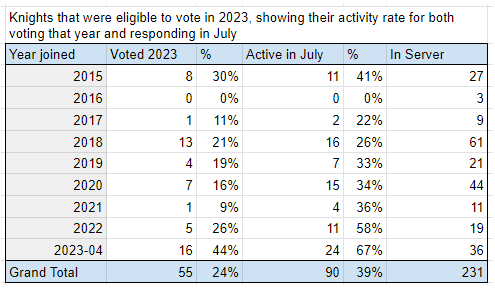 Knights that were eligible to vote in 2023, showing their activity rate for both
voting that year and responding in July
Year joined Voted 2023 % Active in July % In Server
2015 8 30% 11 41% 27
2016 0 0% 0 0% 3
2017 1 11% 2 22% 9
2018 13 21% 16 26% 61
2019 4 19% 7 33% 21
2020 7 16% 15 34% 44
2021 1 9% 4 36% 11
2022 5 26% 11 58% 19
2023-04 16 44% 24 67% 36
Grand Total 55 24% 90 39% 231